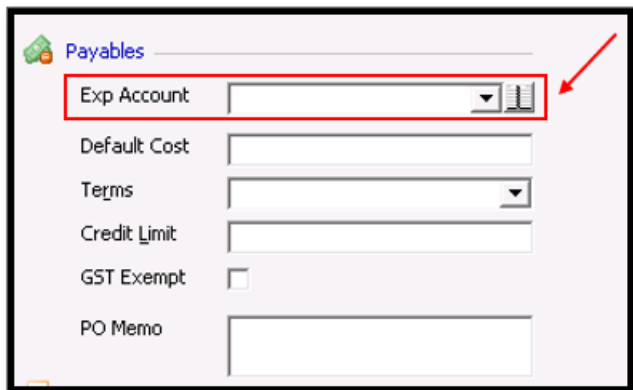 Payables
Exp Account
Default Cost
Terms
Credit Limit
GST Exempt
PO Memo